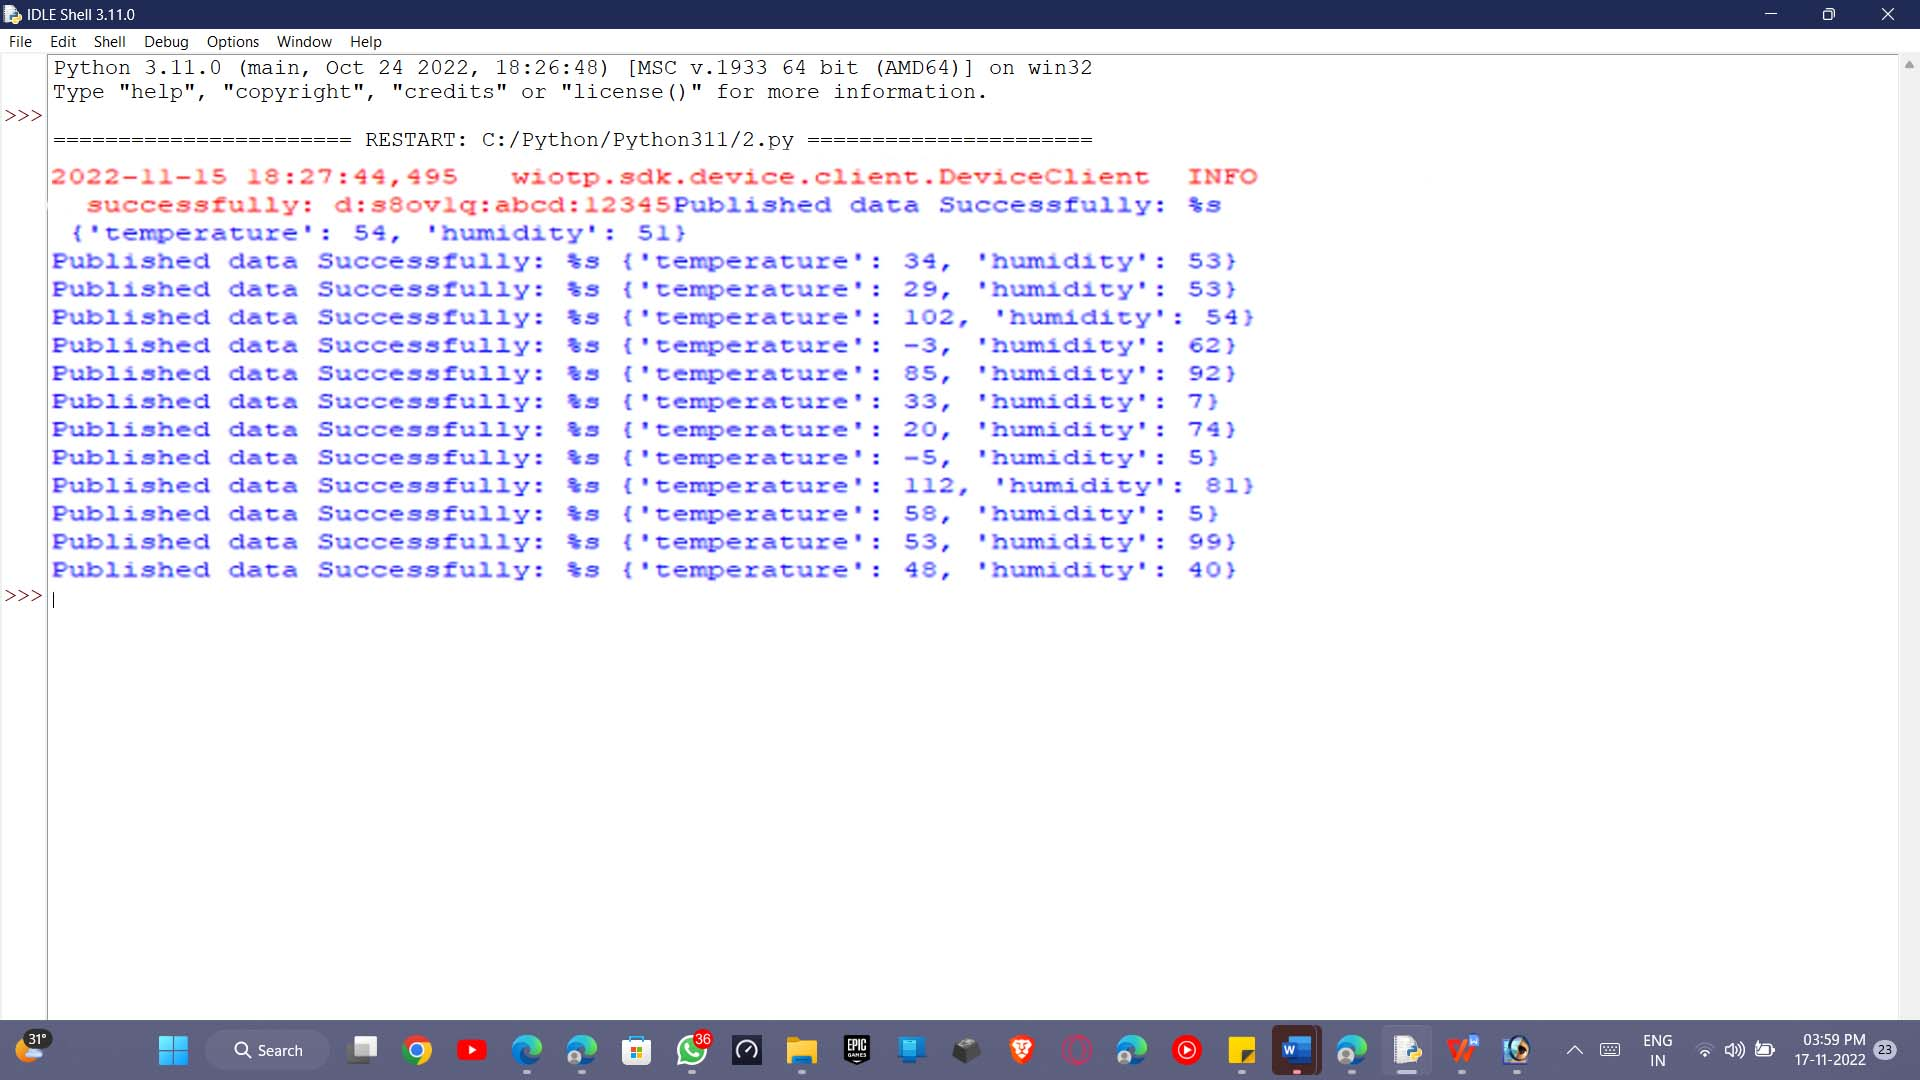 IDLE Shell 3.11.0
File Edit Shell Debug Options Window Help
Python 3.11.0 (main, Oct 24 2022, 18:26:48) [MSC v.1933 64 bit (AMD64)] on win32
Type "help", "copyright", "credits" or "license()" for more information.
>>>
======================= RESTART: C:/Python/Python311/2.py ======================
2022-11-15 18:27:44,495 wiotp.sdk.device.client.DeviceClient INFO
successfully: d:s8ovlq:abcd:12345Published data Successfully: %s
{'temperature': 54, 'humidity': 51}
Published data Successfully: %s {'temperature': 34, 'humidity': 53}
Published data Successfully: %s {'temperature': 29, 'humidity': 53}
Published data Successfully: %s {'temperature': 102, 'humidity': 54}
Published data Successfully: %s {'temperature': -3, 'humidity': 62}
Published data Successfully: %s {'temperature': 85, 'humidity': 92}
Published data Successfully: %s {'temperature': 33, 'humidity': 7}
Published data Successfully: %s {'temperature': 20, 'humidity': 74}
Published data Successfully: %s {'temperature': -5, 'humidity': 5}
Published data Successfully: %s {'temperature': 112, 'humidity': 81}
Published data Successfully: %s {'temperature': 58, 'humidity': 5}
Published data Successfully: %s {'temperature': 53, 'humidity': 99}
Published data Successfully: %s {'temperature': 48, 'humidity': 40}
>>>
31°
Search
36
EPIC
GAMES
W
ENG
IN
03:59 PM
17-11-2022
23